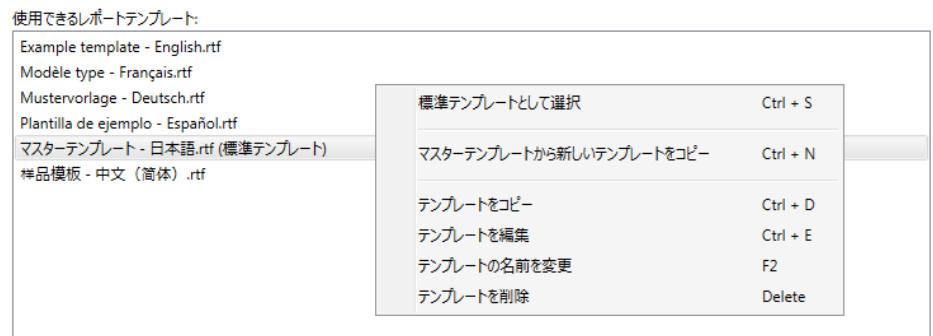 使用できるレポートテンプレート:
Example template - English.rtf
Modèle type - Français.rtf
Mustervorlage - Deutsch.rtf
Plantilla de ejemplo - Español.rtf
マスターテンプレート - 日本語.rtf (標準テンプレート)
样品模板 - 中文（简体）.rtf
標準テンプレートとして選択 Ctrl + S
マスターテンプレートから新しいテンプレートをコピー Ctrl + N
テンプレートをコピー Ctrl + D
テンプレートを編集 Ctrl + E
テンプレートの名前を変更 F2
テンプレートを削除 Delete